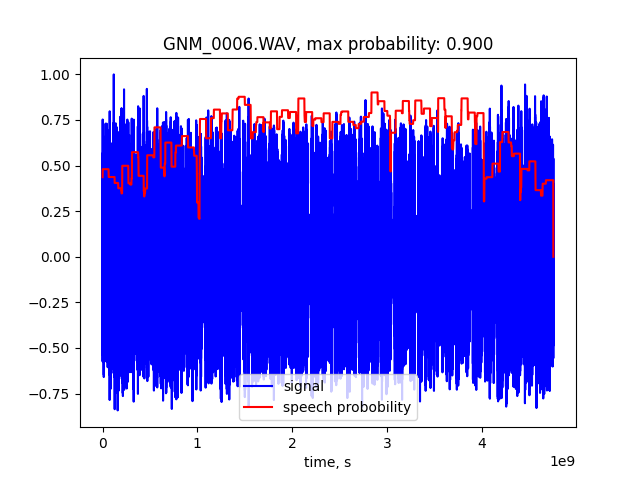 GNM_0006.WAV, max probability: 0.900
1.00
0.75
0.50
0.25
0.00
−0.25
−0.50
−0.75
signal
speech probobility
0 1 2 3 4
time, s 1e9